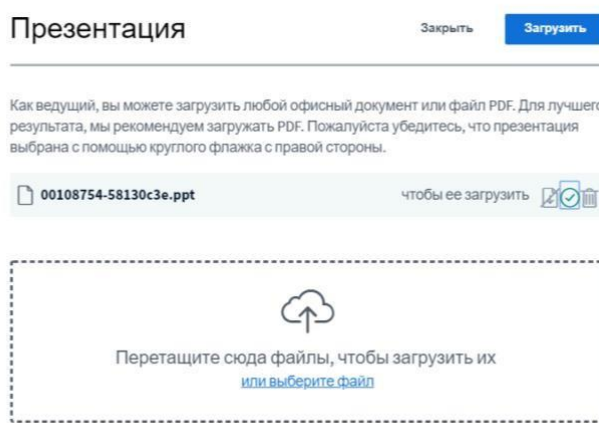 Презентация
Закрыть
Загрузить
Как ведущий, вы можете загрузить любой офисный документ или файл PDF. Для лучшего
результата, мы рекомендуем загружать PDF. Пожалуйста убедитесь, что презентация
выбрана с помощью круглого флажка с правой стороны.
00108754-58130c3e.ppt
чтобы ее загрузить
Перетащите сюда файлы, чтобы загрузить их
или выберите файл